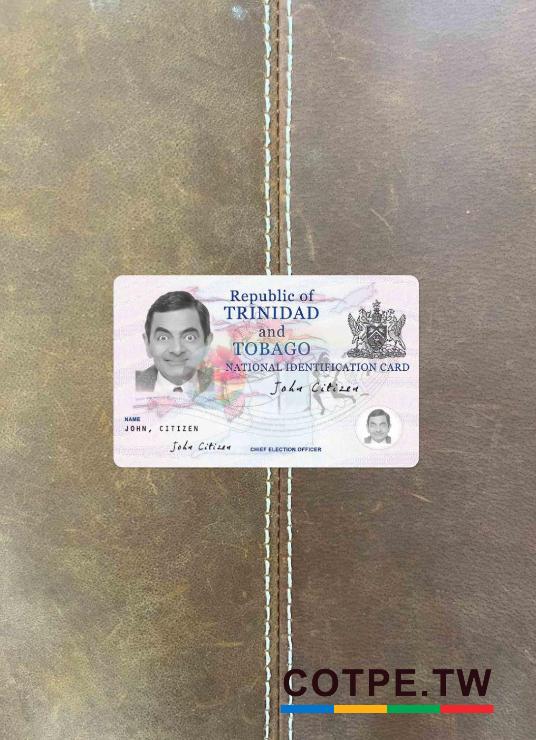 Republic of
TRINIDAD
and
TOBAGO
NATIONAL IDENTIFICATION CARD
John Citizen
NAME
JOHN, CITIZEN
John Citizen
CHIEF ELECTION OFFICER
COTPE.TW